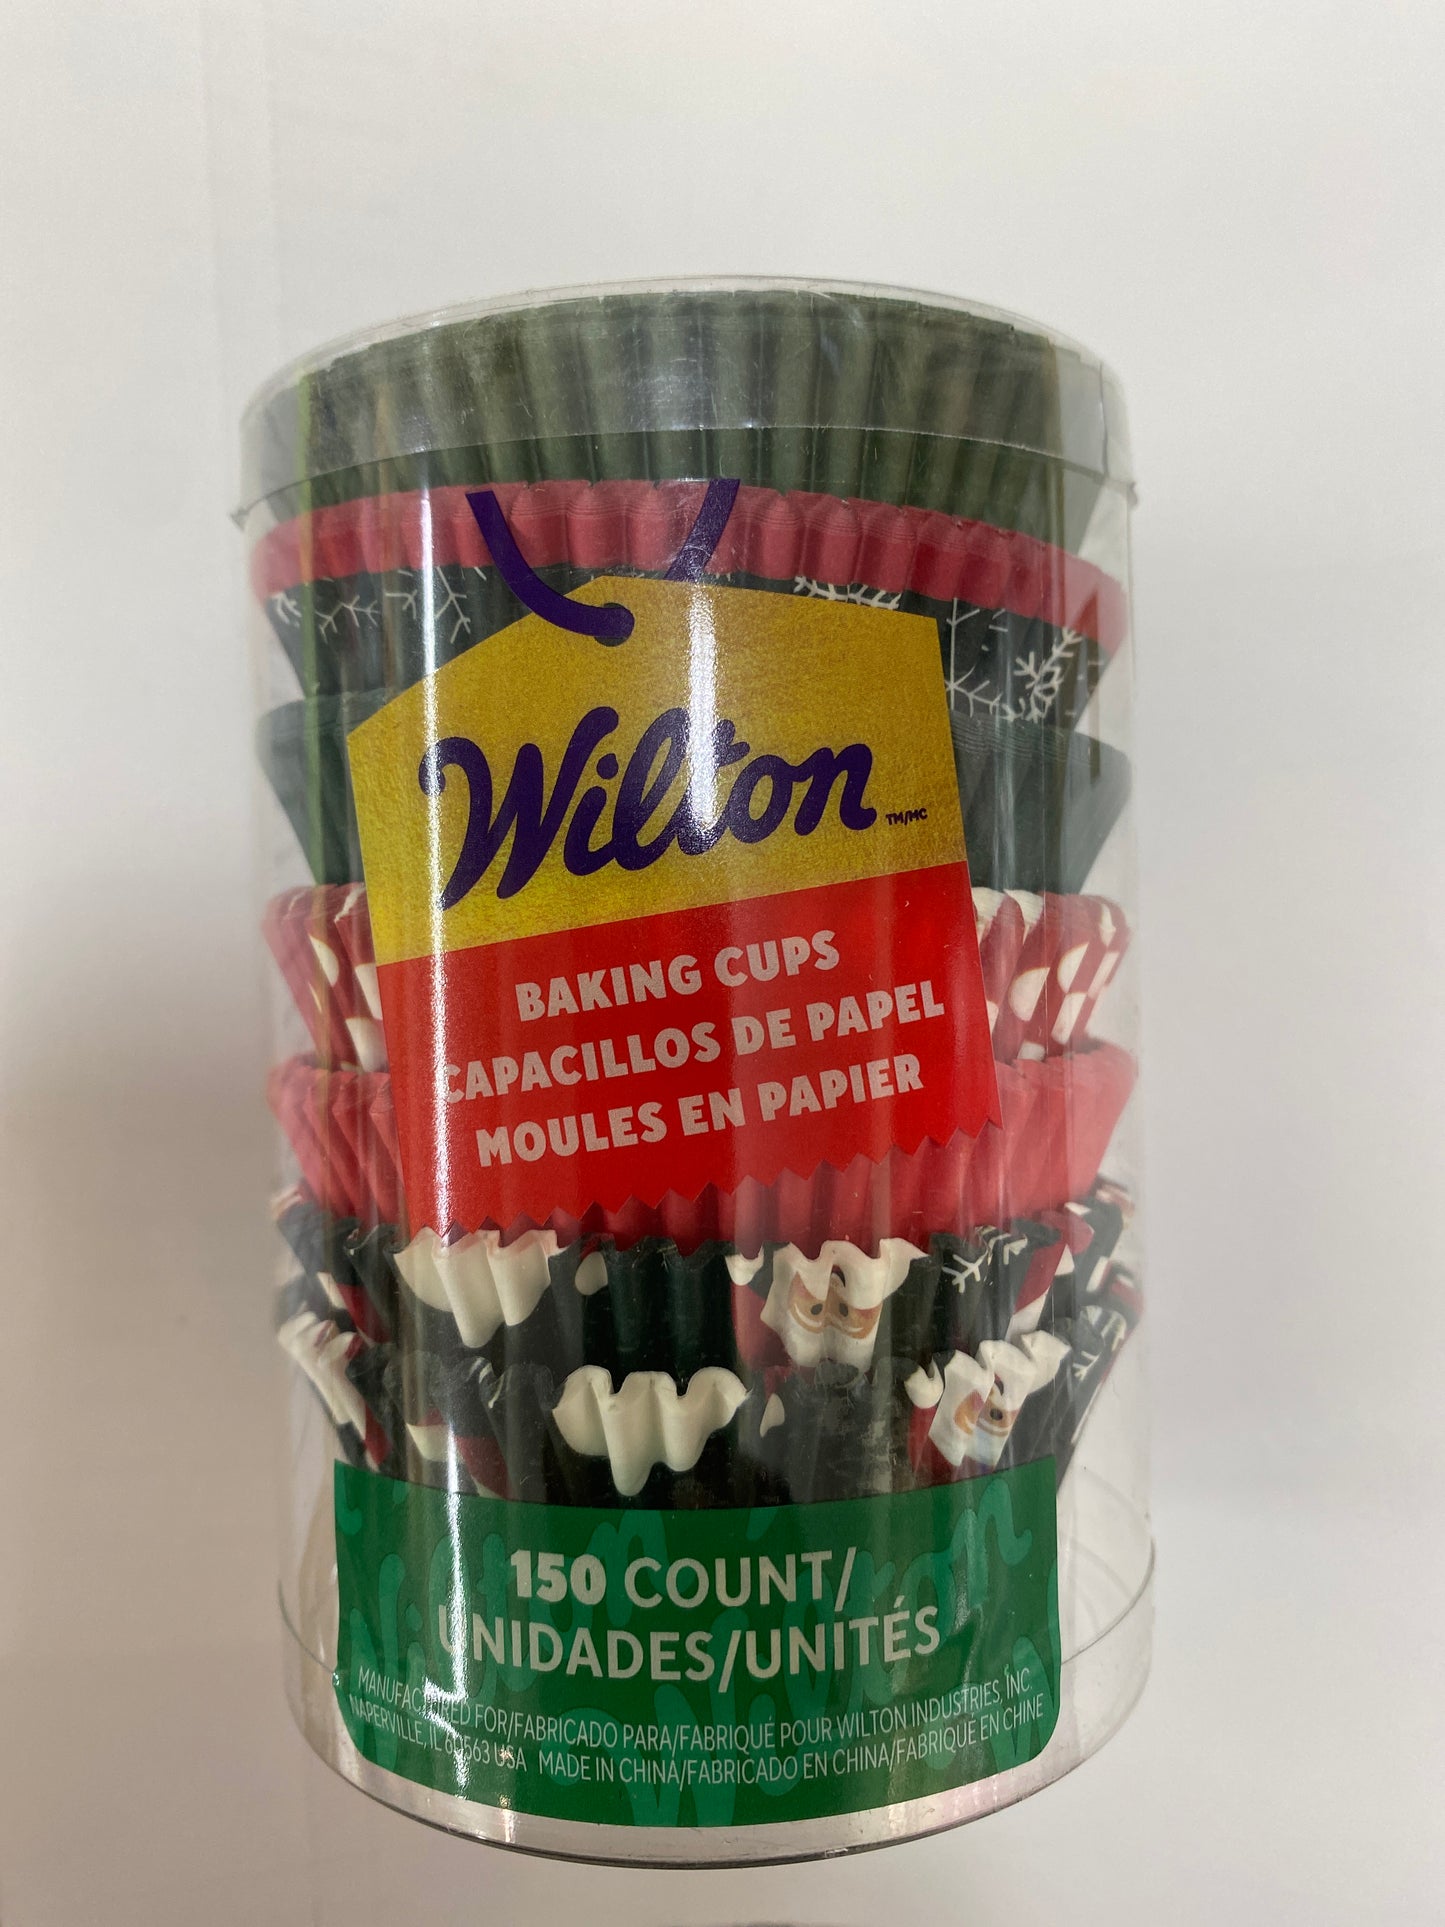 Wilton TM/MC
BAKING CUPS
CAPACILLOS DE PAPEL
MOULES EN PAPIER
150 COUNT/
UNIDADES/UNITÉS
MANUFACTURED FOR/FABRICADO PARA/FABRIQUÉ POUR WILTON INDUSTRIES, INC.
NAPERVILLE, IL 60563 USA MADE IN CHINA/FABRICADO EN CHINA/FABRIQUE EN CHINE